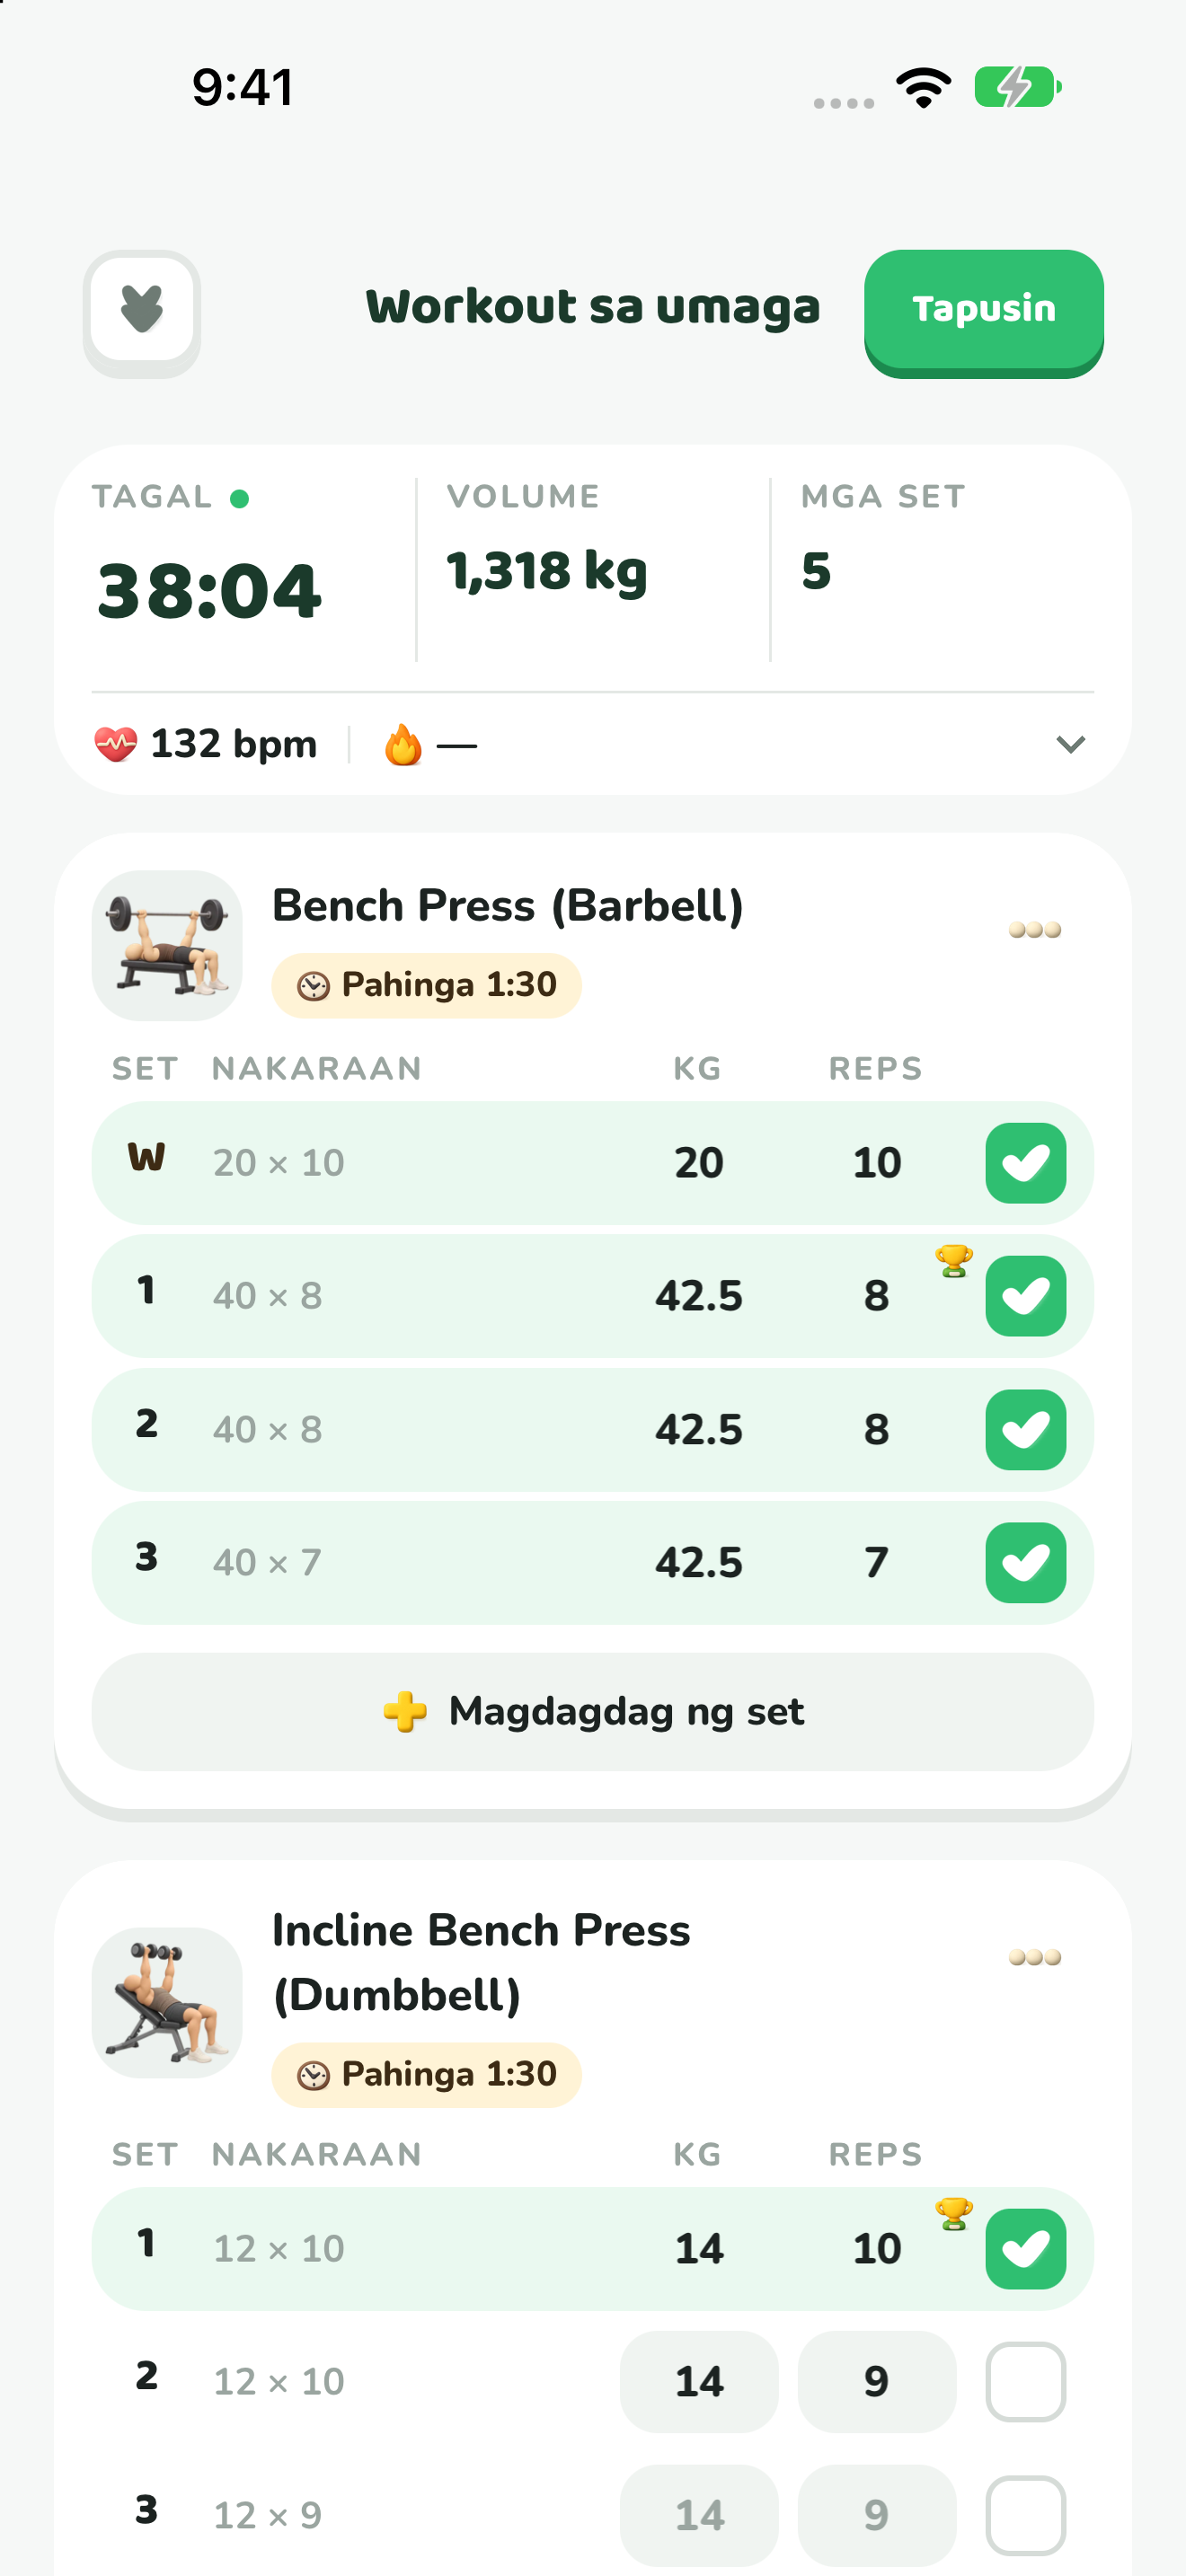 9:41
Workout sa umaga
Tapusin
TAGAL
VOLUME
MGA SET
38:04
1,318 kg
5
132 bpm
—
Bench Press (Barbell)
Pahinga 1:30
SET NAKARAAN KG REPS
W 20 × 10 20 10
1 40 × 8 42.5 8
2 40 × 8 42.5 8
3 40 × 7 42.5 7
Magdagdag ng set
Incline Bench Press
(Dumbbell)
Pahinga 1:30
SET NAKARAAN KG REPS
1 12 × 10 14 10
2 12 × 10 14 9
3 12 × 9 14 9